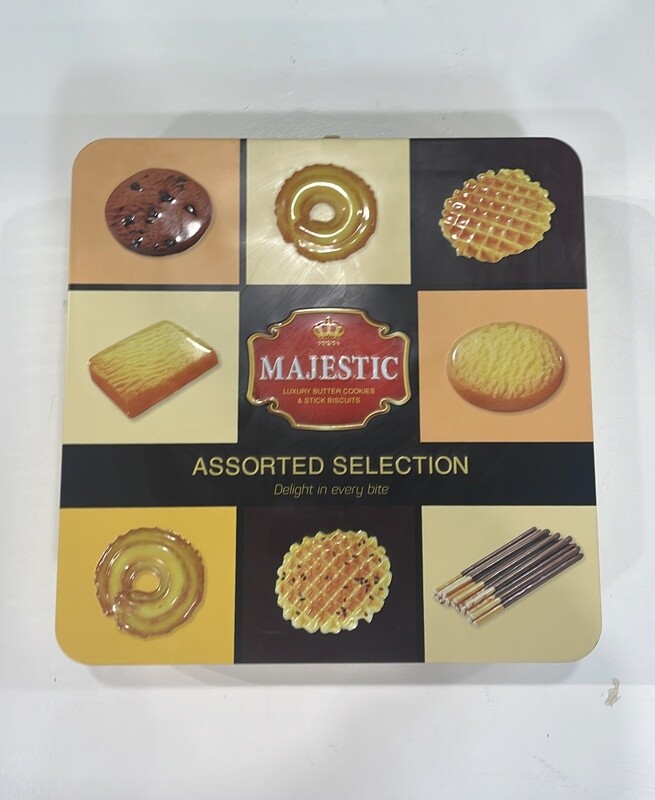 MAJESTIC
LUXURY BUTTER COOKIES
& STICK BISCUITS
ASSORTED SELECTION
Delight in every bite